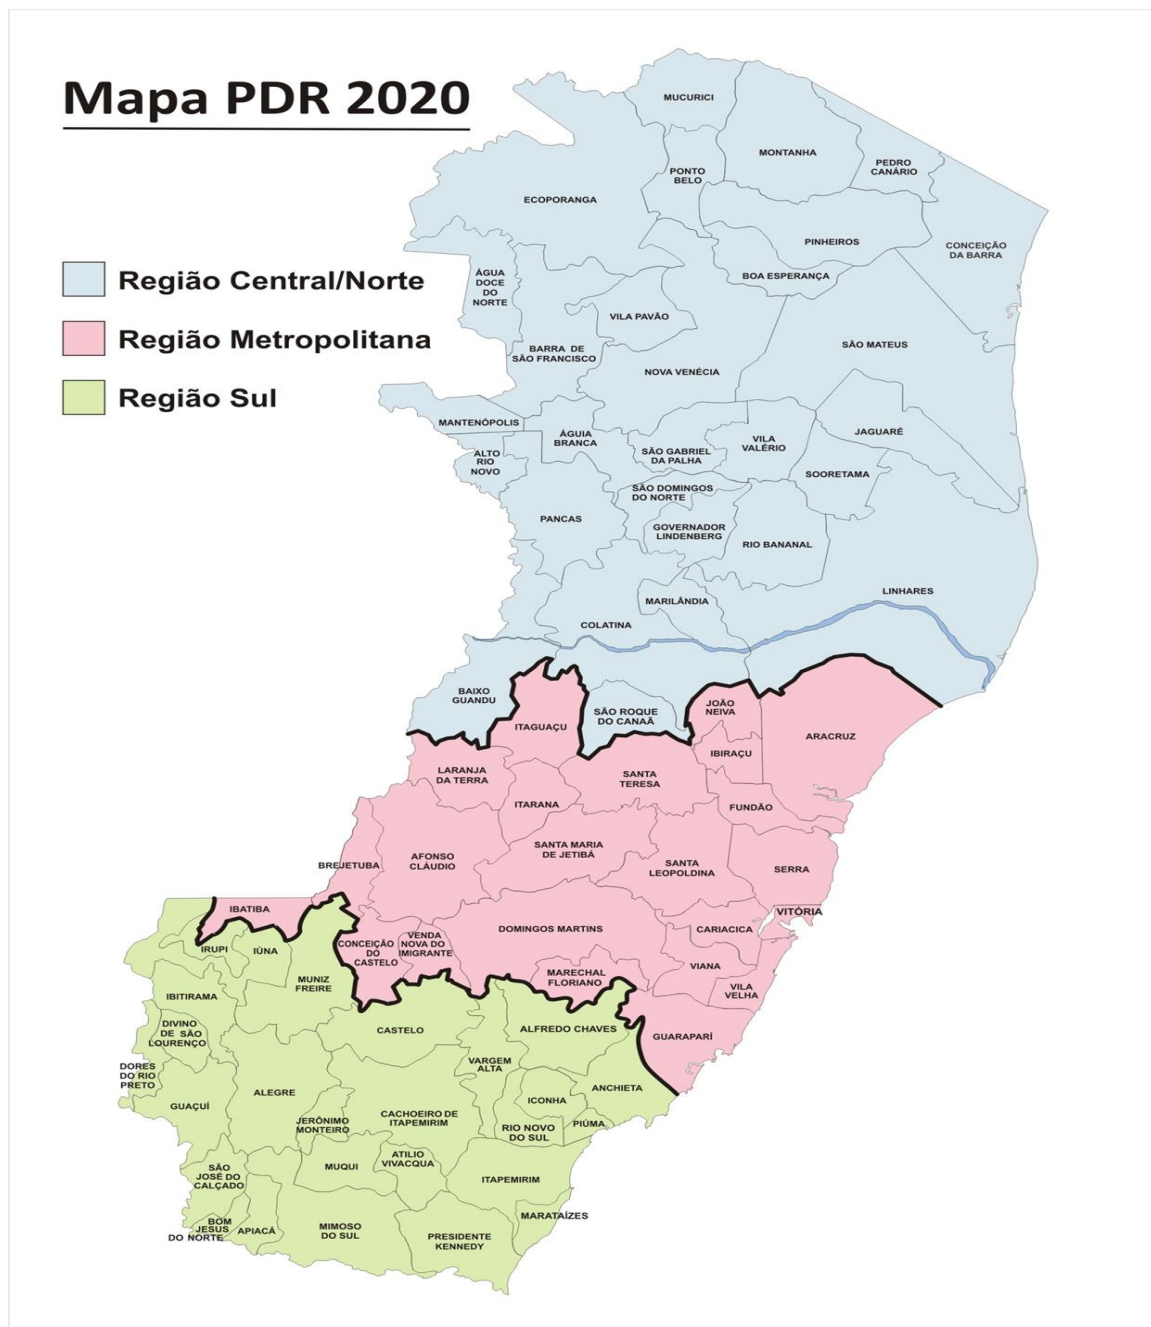 Mapa PDR 2020
Região Central/Norte
Região Metropolitana
Região Sul
MUCURICI
MONTANHA
PEDRO
CANÁRIO
PONTO
BELO
ECOPORANGA
PINHEIROS
CONCEIÇÃO
DA BARRA
BOA ESPERANÇA
ÁGUA
DOCE
DO
NORTE
VILA PAVÃO
SÃO MATEUS
BARRA DE
SÃO FRANCISCO
NOVA VENÉCIA
MANTENÓPOLIS
ÁGUIA
BRANCA
JAGUARÉ
VILA
VALÉRIO
SÃO GABRIEL
DA PALHA
ALTO
RIO
NOVO
SOORETAMA
SÃO DOMINGOS
DO NORTE
PANCAS
GOVERNADOR
LINDENBERG
RIO BANANAL
LINHARES
MARILÂNDIA
COLATINA
BAIXO
GUANDU
SÃO ROQUE
DO CANAÃ
JOÃO
NEIVA
ITAGUAÇU
ARACRUZ
IBIRAÇU
LARANJA
DA TERRA
SANTA
TERESA
ITARANA
FUNDÃO
SANTA MARIA
DE JETIBÁ
AFONSO
CLÁUDIO
BREJETUBA
SANTA
LEOPOLDINA
SERRA
IBATIBA
VITÓRIA
DOMINGOS MARTINS
CARIACICA
VENDA
NOVA DO
IMIGRANTE
CONCEIÇÃO
DO
CASTELO
IRUPI
IÚNA
VIANA
MARECHAL
FLORIANO
MUNIZ
FREIRE
VILA
VELHA
IBITIRAMA
DIVINO
DE SÃO
LOURENÇO
CASTELO
ALFREDO CHAVES
GUARAPARÍ
VARGEM
ALTA
DORES
DO RIO
PRETO
ANCHIETA
ALEGRE
ICONHA
GUAÇUÍ
CACHOEIRO DE
ITAPEMIRIM
JERÔNIMO
MONTEIRO
RIO NOVO
DO SUL
PIÚMA
ATILIO
VIVACQUA
MUQUI
SÃO
JOSÉ DO
CALÇADO
ITAPEMIRIM
MARATAÍZES
BOM
JESUS
DO NORTE
APIACÁ
MIMOSO
DO SUL
PRESIDENTE
KENNEDY